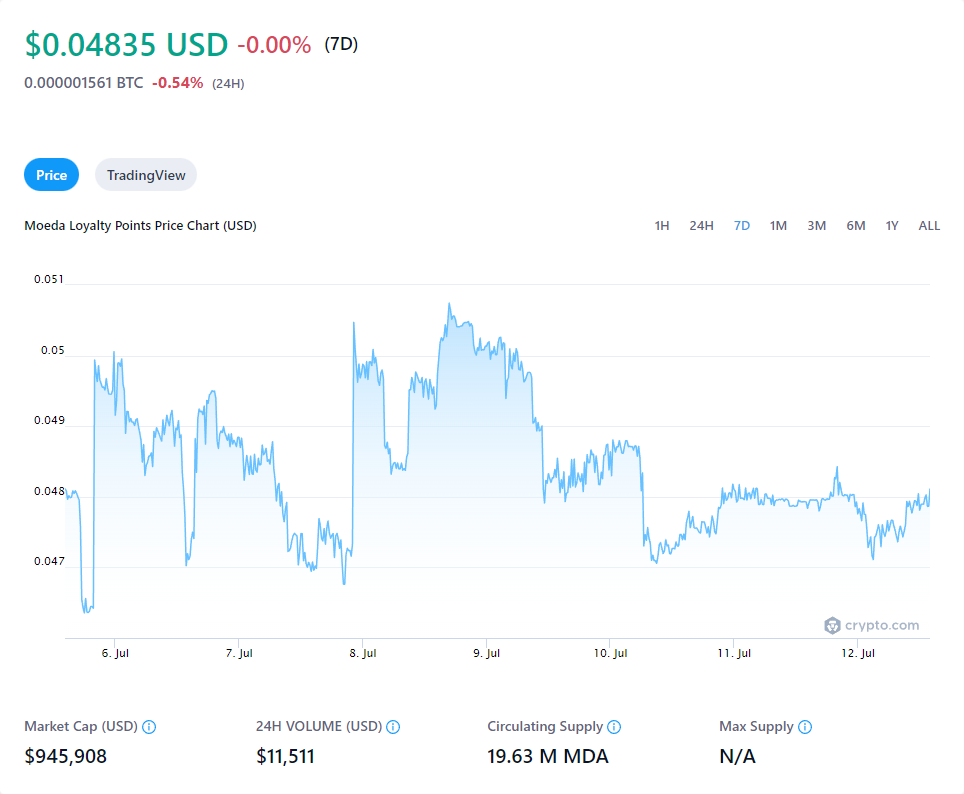 $0.04835 USD -0.00% (7D)
0.000001561 BTC -0.54% (24H)
Price TradingView
Moeda Loyalty Points Price Chart (USD) 1H 24H 7D 1M 3M 6M 1Y ALL
0.051
0.05
0.049
0.048
0.047
crypto.com
6. Jul 7. Jul 8. Jul 9. Jul 10. Jul 11. Jul 12. Jul
Market Cap (USD) 24H VOLUME (USD) Circulating Supply Max Supply
$945,908 $11,511 19.63 M MDA N/A